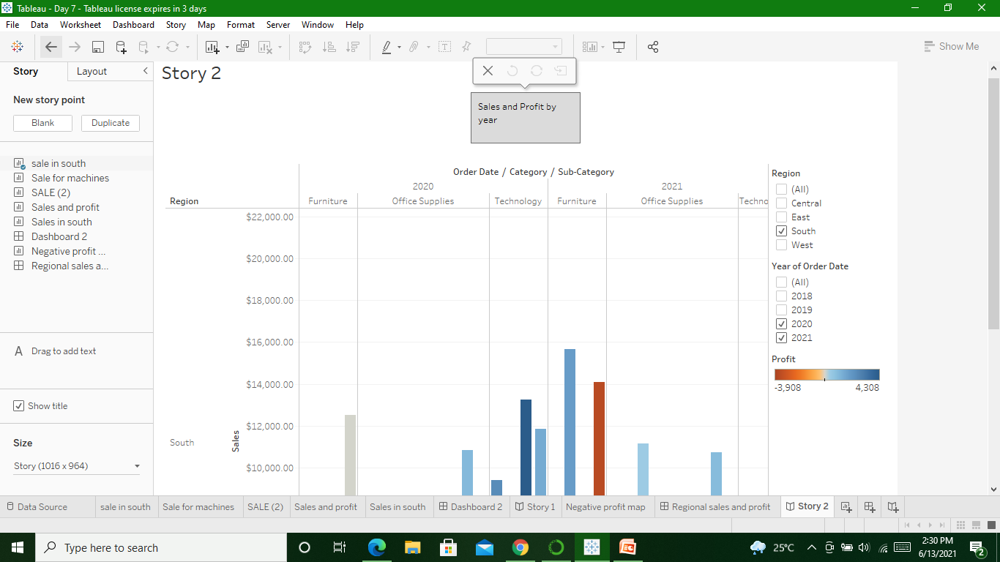 Tableau - Day 7 - Tableau license expires in 3 days
File Data Worksheet Dashboard Story Map Format Server Window Help
Show Me
Story Layout
New story point
Blank Duplicate
sale in south
Sale for machines
SALE (2)
Sales and profit
Sales in south
Dashboard 2
Negative profit ...
Regional sales a...
A Drag to add text
Show title
Size
Story (1016 x 964)
Story 2
Sales and Profit by
year
Order Date / Category / Sub-Category
2020 2021
Region Furniture Office Supplies Technology Furniture Office Supplies Techno
$22,000.00
$20,000.00
$18,000.00
$16,000.00
$14,000.00
$12,000.00
$10,000.00
South
Sales
Region
(All)
Central
East
South
West
Year of Order Date
(All)
2018
2019
2020
2021
Profit
-3,908 4,308
Data Source sale in south Sale for machines SALE (2) Sales and profit Sales in south Dashboard 2 Story 1 Negative profit map Regional sales and profit Story 2
Type here to search
25°C
2:30 PM
6/13/2021
2